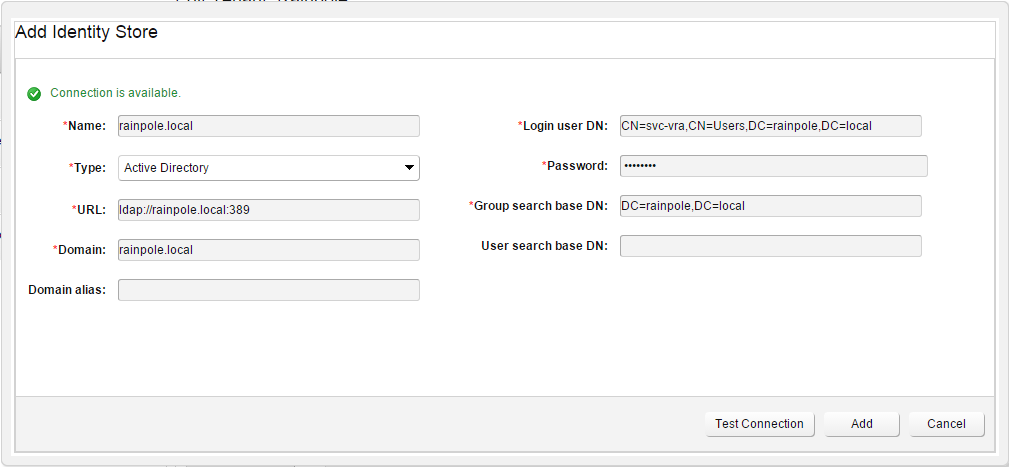 Add Identity Store
Connection is available.
*Name: rainpole.local
*Type: Active Directory
*URL: ldap://rainpole.local:389
*Domain: rainpole.local
Domain alias:
*Login user DN: CN=svc-vra,CN=Users,DC=rainpole,DC=local
*Password: ••••••••
*Group search base DN: DC=rainpole,DC=local
User search base DN:
Test Connection
Add
Cancel